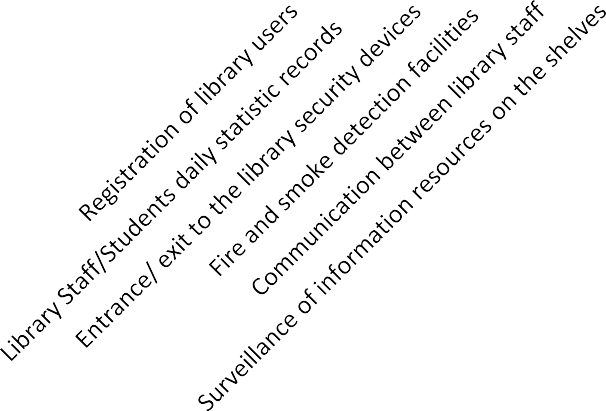 Registration of library users
Library Staff/Students daily statistic records
Entrance/ exit to the library security devices
Fire and smoke detection facilities
Communication between library staff
Surveillance of information resources on the shelves